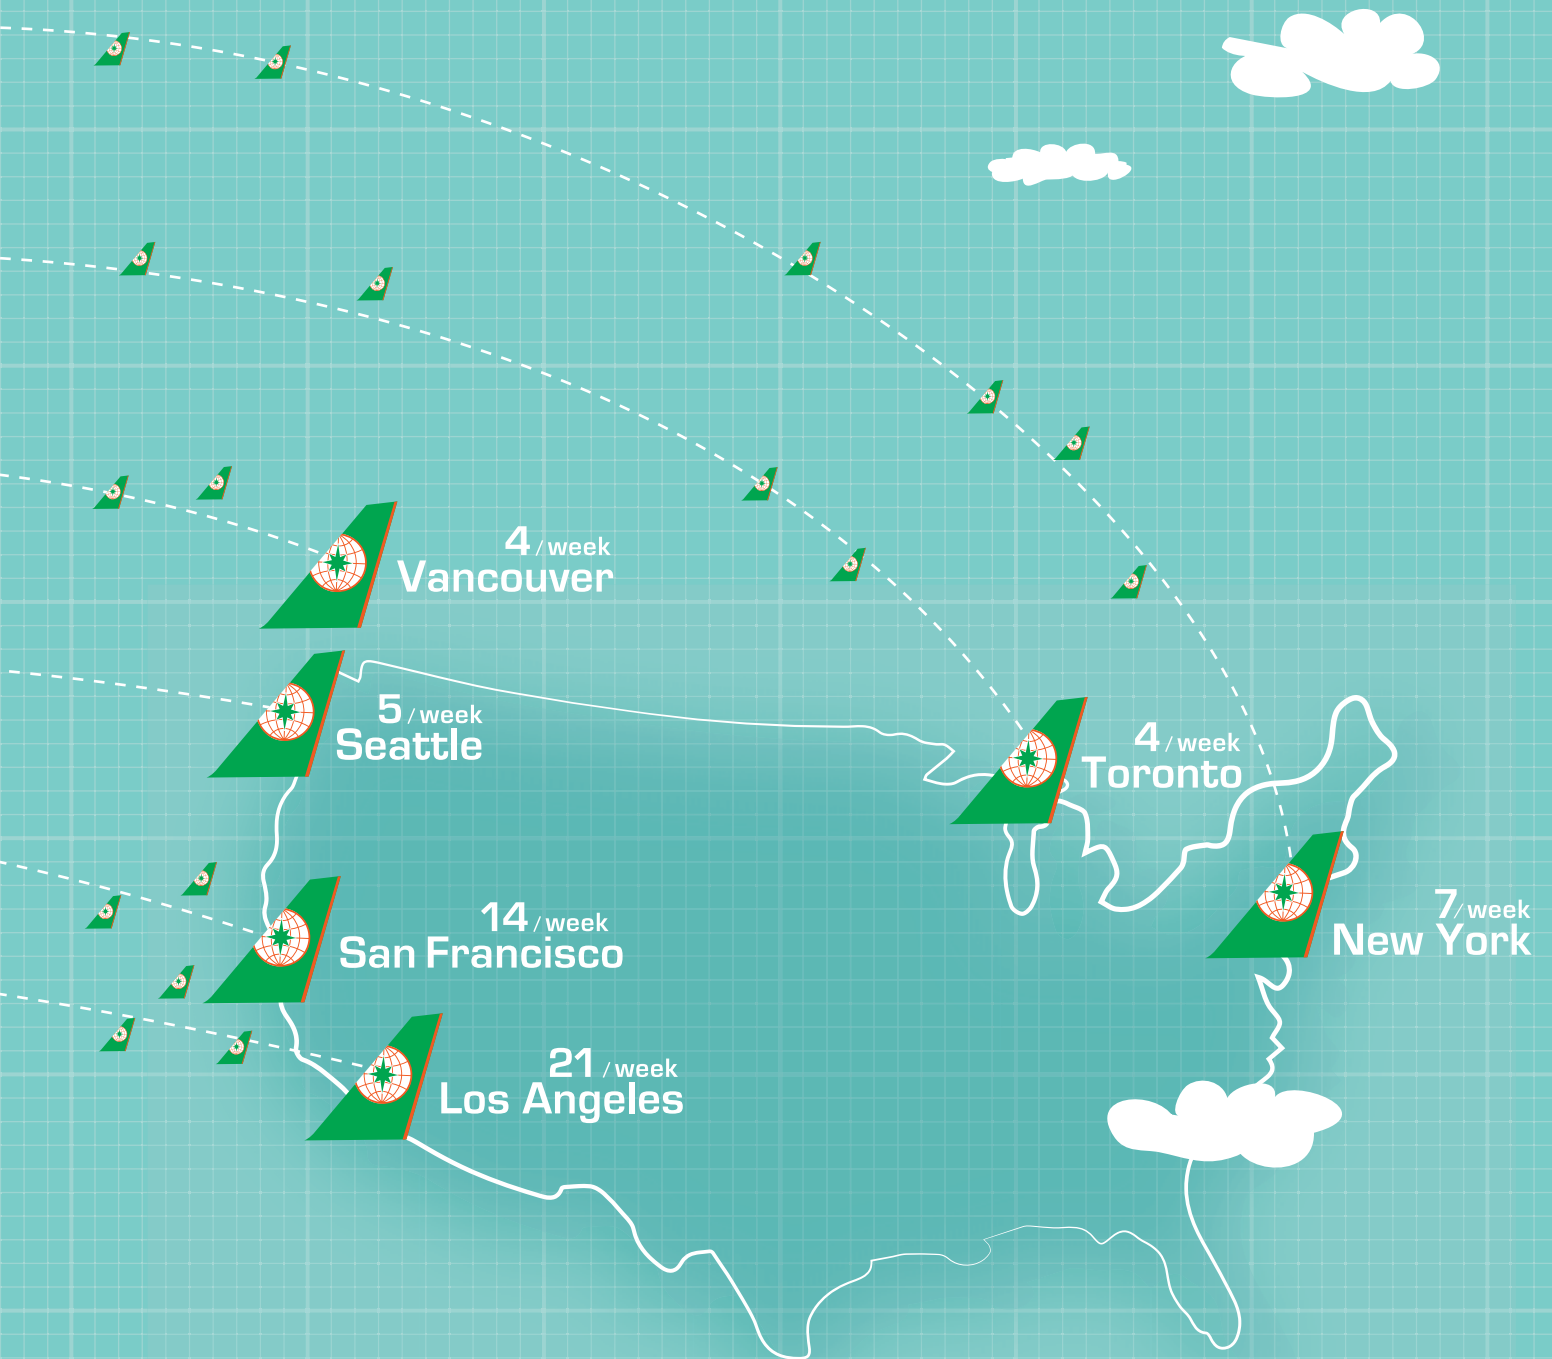 4 / week
Vancouver
5 / week
Seattle
4 / week
Toronto
14 / week
San Francisco
7/ week
New York
21 / week
Los Angeles